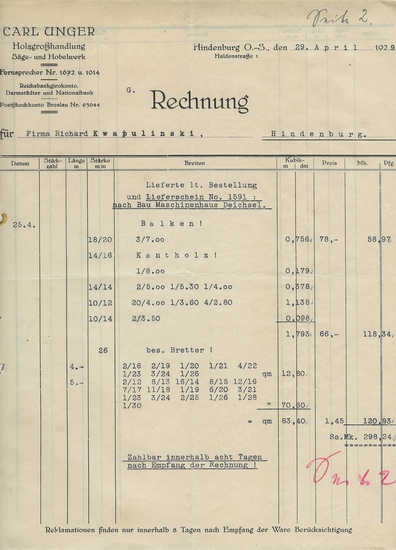 Seite 2.
CARL UNGER
Holzgroßhandlung
Säge- und Hobelwerk
Fernsprecher Nr. 1672 u. 1014
Reichsbankgirokonto.
Darmstädter und Nationalbank
Postscheckkonto Breslau Nr. 63044
Hindenburg O.-S., den 29. April 1929
Haldenstraße 1
G.
Rechnung
für Firma Richard Kwapulinski, Hindenburg.
Datum Stückzahl Länge m Stärke m/m Breiten Kubik- m dm Preis Mk. Pfg.
Lieferte lt. Bestellung
und Lieferschein No. 1591 :
nach Bau Maschinenhaus Deichsel.
25.4. Balken!
18/20 3/7.00 0,756 78,- 58,97
14/16 Kantholz!
1/8.00 0,179
14/14 2/5.00 1/5.30 1/4.00 0,378
10/12 20/4.00 1/3.60 4/2.80 1,138
10/14 2/3.50 0,098
1,793 66,- 118,34
26 bes. Bretter!
4.- 2/16 2/19 1/20 1/21 4/22
1/23 3/24 1/26 qm 12,80
5.- 2/12 8/13 16/14 8/15 12/16
7/17 11/18 1/19 6/20 3/21
1/23 3/24 2/25 1/26 1/28
1/30 " 70,60
= qm 83,40 1,45 120,93
Sa.Mk. 298,24
Zahlbar innerhalb acht Tagen
nach Empfang der Rechnung !
Reklamationen finden nur innerhalb 8 Tagen nach Empfang der Ware Berücksichtigung.